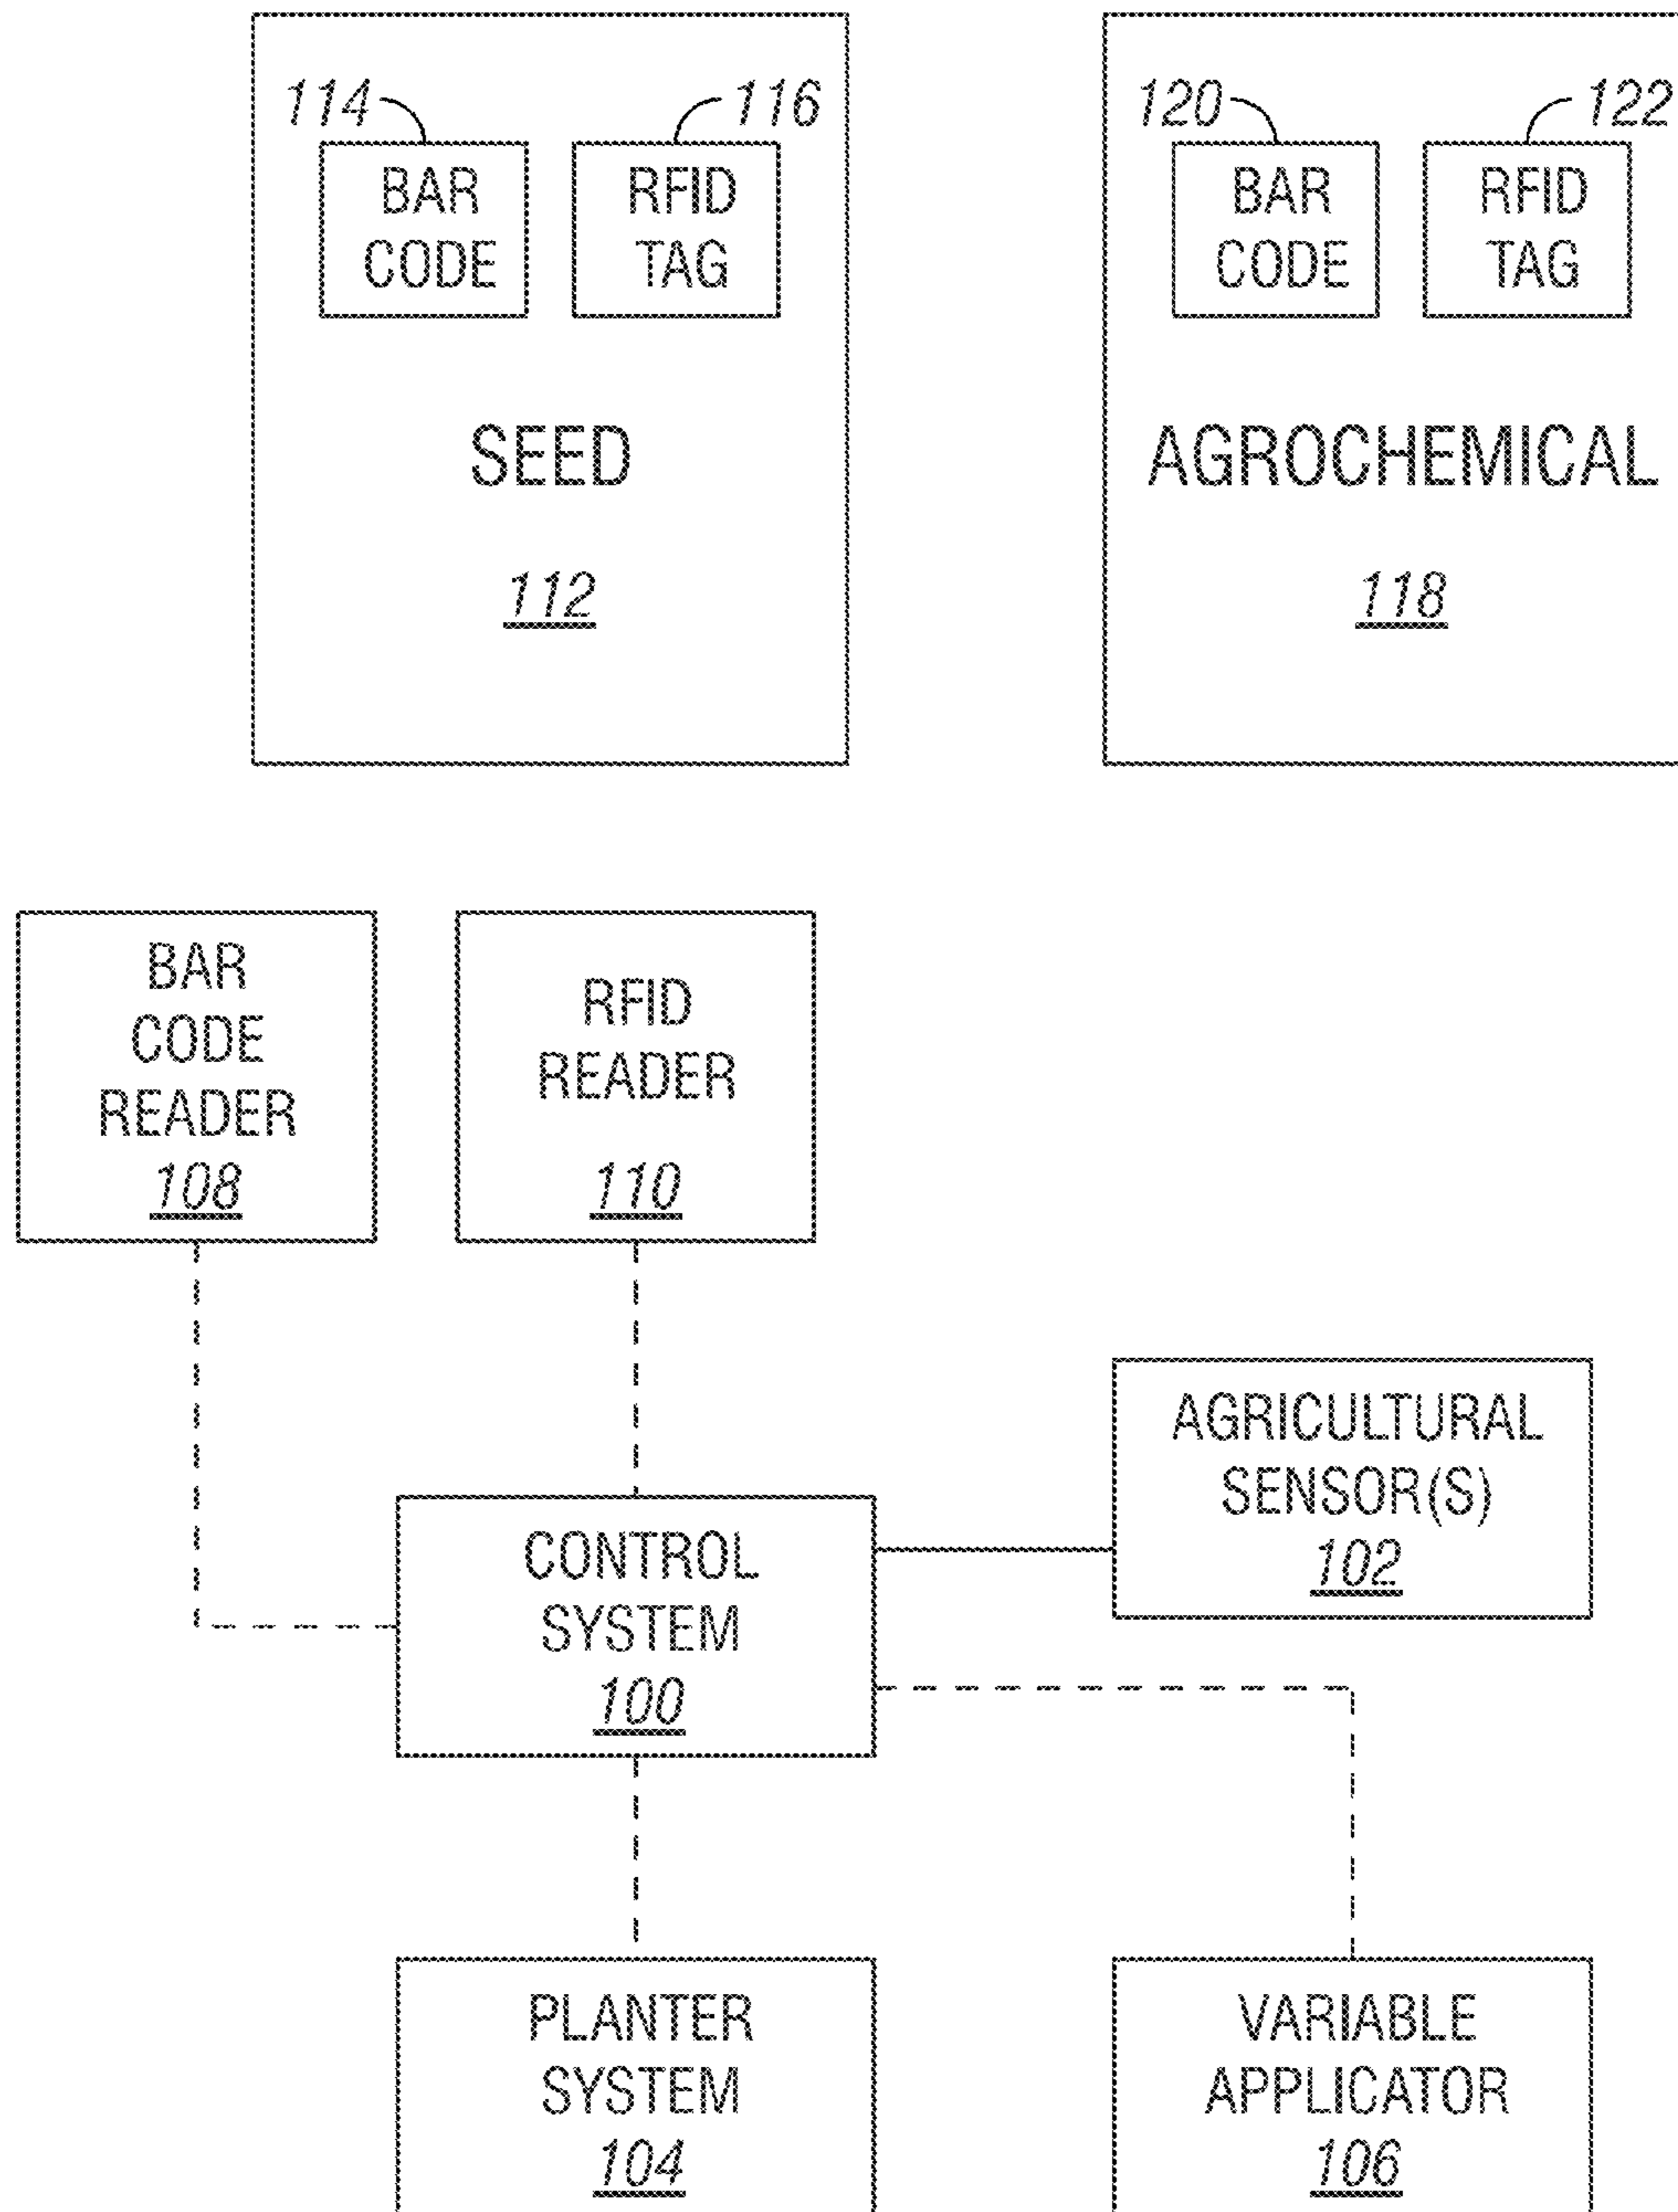 114
116
BAR
CODE
RFID
TAG
SEED
112
120
122
BAR
CODE
RFID
TAG
AGROCHEMICAL
118
BAR
CODE
READER
108
RFID
READER
110
AGRICULTURAL
SENSOR(S)
102
CONTROL
SYSTEM
100
PLANTER
SYSTEM
104
VARIABLE
APPLICATOR
106